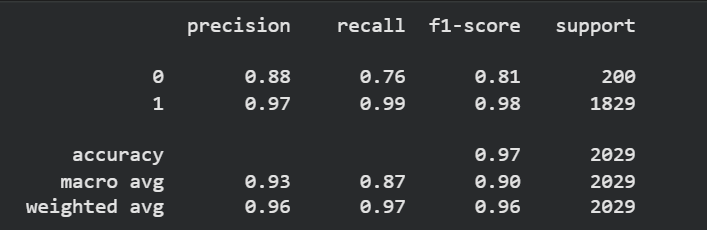 precision recall f1-score support
0 0.88 0.76 0.81 200
1 0.97 0.99 0.98 1829
accuracy 0.97 2029
macro avg 0.93 0.87 0.90 2029
weighted avg 0.96 0.97 0.96 2029